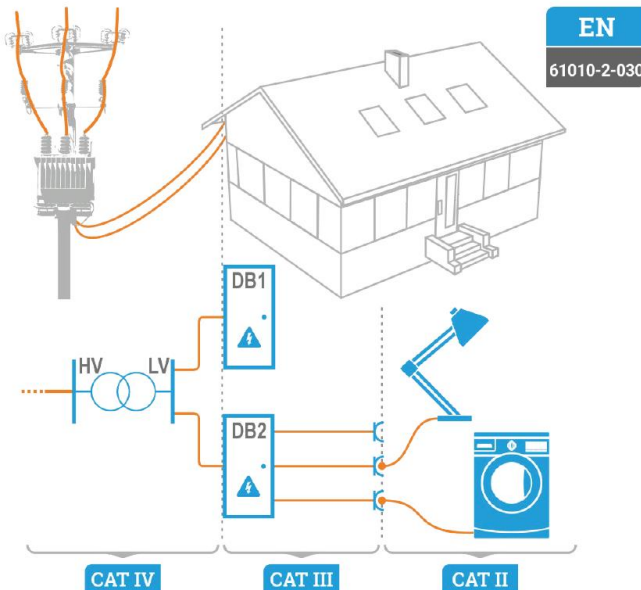 EN
61010-2-030
DB1
HV
LV
DB2
CAT IV
CAT III
CAT II